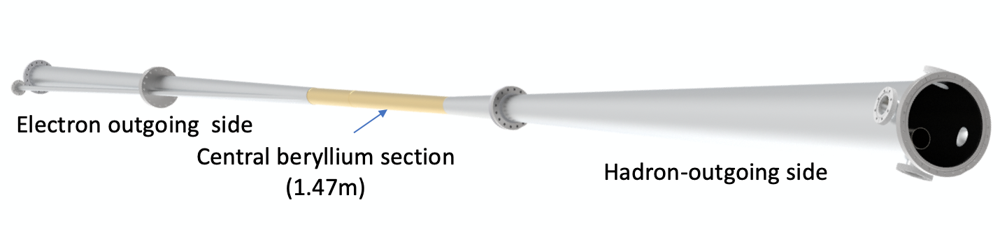 Electron outgoing side
Central beryllium section
(1.47m)
Hadron-outgoing side